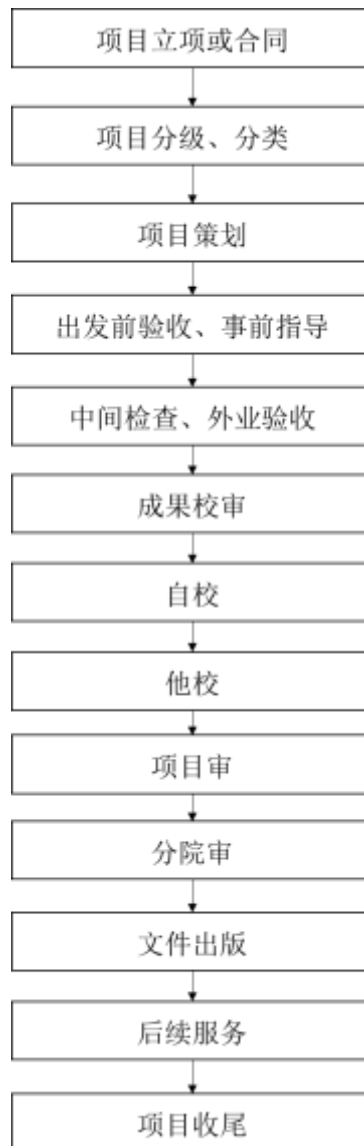 项目立项或合同
项目分级、分类
项目策划
出发前验收、事前指导
中间检查、外业验收
成果校审
自校
他校
项目审
分院审
文件出版
后续服务
项目收尾